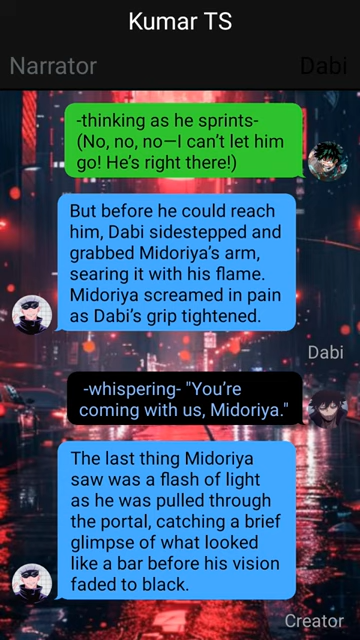 Kumar TS
Narrator
Dabi
-thinking as he sprints-
(No, no, no—I can’t let him
go! He’s right there!)
But before he could reach
him, Dabi sidestepped and
grabbed Midoriya’s arm,
searing it with his flame.
Midoriya screamed in pain
as Dabi’s grip tightened.
Dabi
-whispering- "You’re
coming with us, Midoriya."
The last thing Midoriya
saw was a flash of light
as he was pulled through
the portal, catching a brief
glimpse of what looked
like a bar before his vision
faded to black.
Creator